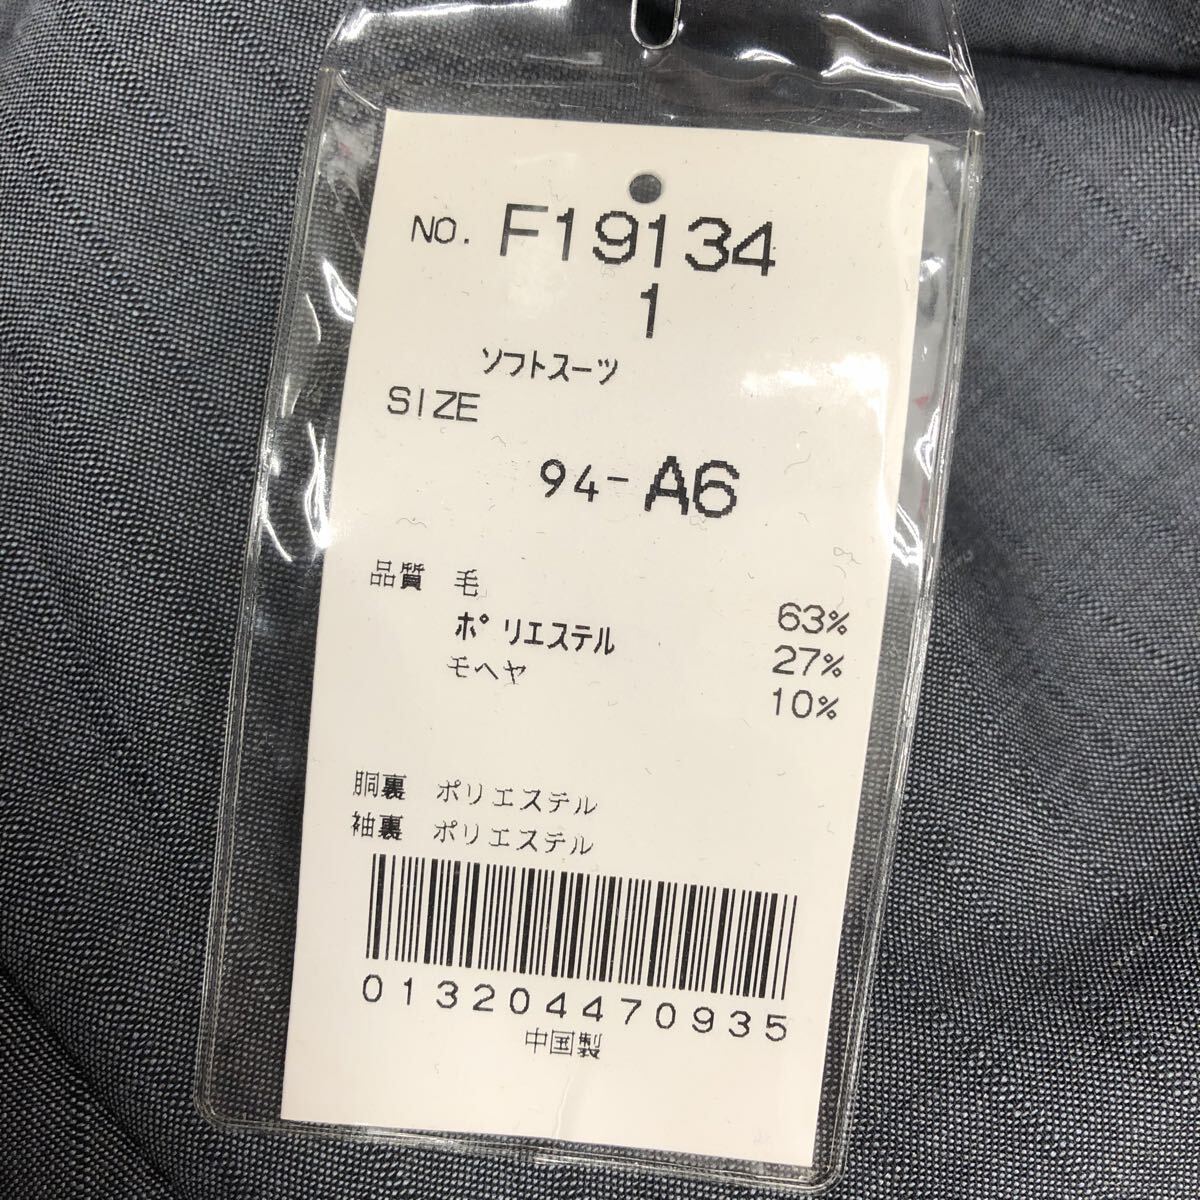 NO. F19134
1
ソフトスーツ
SIZE
94-A6
品質 毛 63%
ポリエステル 27%
モヘヤ 10%
胴裏 ポリエステル
袖裏 ポリエステル
013204470935
中国製